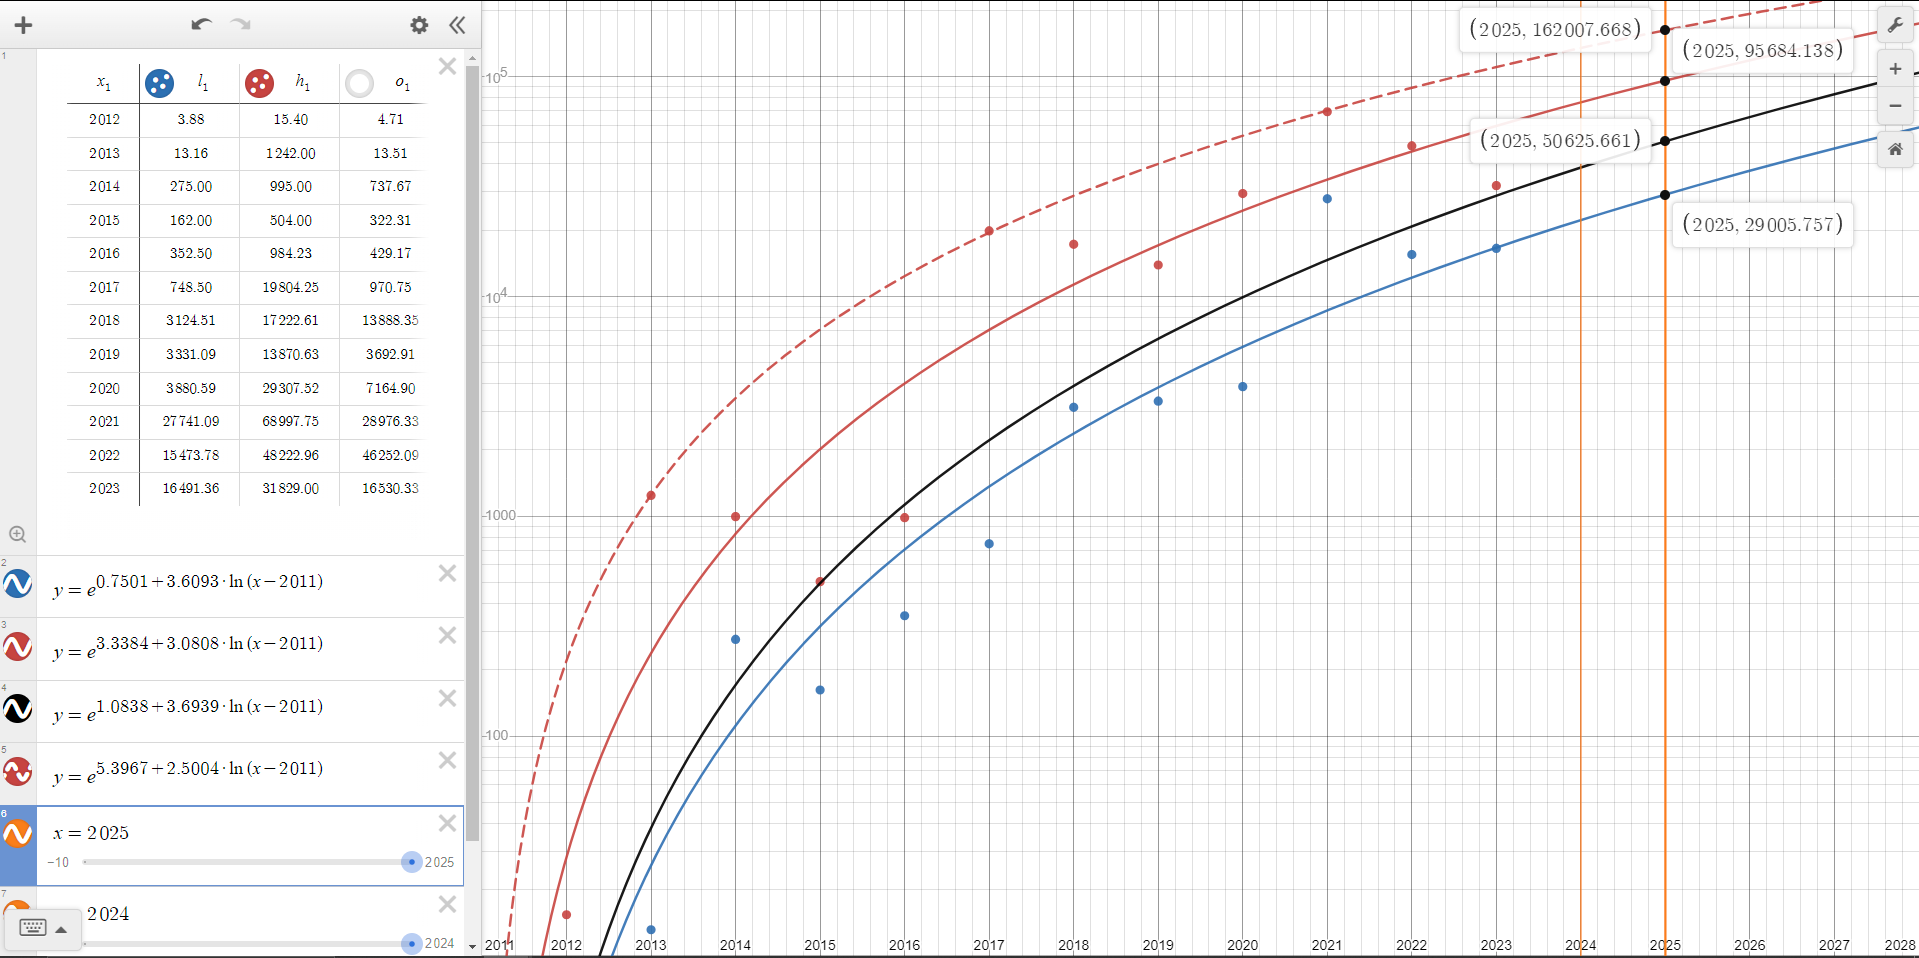 1
x₁ l₁ h₁ o₁
2012 3.88 15.40 4.71
2013 13.16 1242.00 13.51
2014 275.00 995.00 737.67
2015 162.00 504.00 322.31
2016 352.50 984.23 429.17
2017 748.50 19804.25 970.75
2018 3124.51 17222.61 13888.35
2019 3331.09 13870.63 3692.91
2020 3880.59 29307.52 7164.90
2021 27741.09 68997.75 28976.33
2022 15473.78 48222.96 46252.09
2023 16491.36 31829.00 16530.33
2
y = e^0.7501+3.6093·ln(x−2011)
3
y = e^3.3384+3.0808·ln(x−2011)
4
y = e^1.0838+3.6939·ln(x−2011)
5
y = e^5.3967+2.5004·ln(x−2011)
6
x = 2025
−10 2025
7
2024
2024
(2025, 162007.668)
(2025, 95684.138)
(2025, 50625.661)
(2025, 29005.757)
10⁵
10⁴
1000
100
2011 2012 2013 2014 2015 2016 2017 2018 2019 2020 2021 2022 2023 2024 2025 2026 2027 2028